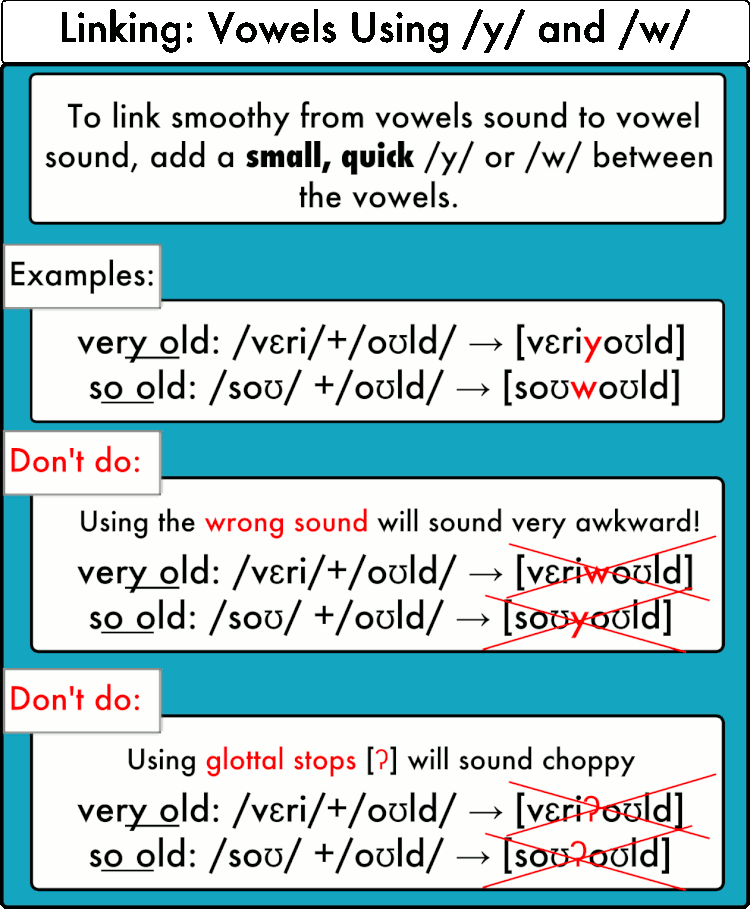 Linking: Vowels Using /y/ and /w/
To link smoothy from vowels sound to vowel
sound, add a small, quick /y/ or /w/ between
the vowels.
Examples:
very old: /vɛri/+/oʊld/ → [vɛriyoʊld]
so old: /soʊ/ +/oʊld/ → [soʊwoʊld]
Don't do:
Using the wrong sound will sound very awkward!
very old: /vɛri/+/oʊld/ → [vɛriwoʊld]
so old: /soʊ/ +/oʊld/ → [soʊyoʊld]
Don't do:
Using glottal stops [ʔ] will sound choppy
very old: /vɛri/+/oʊld/ → [vɛriʔoʊld]
so old: /soʊ/ +/oʊld/ → [soʊʔoʊld]